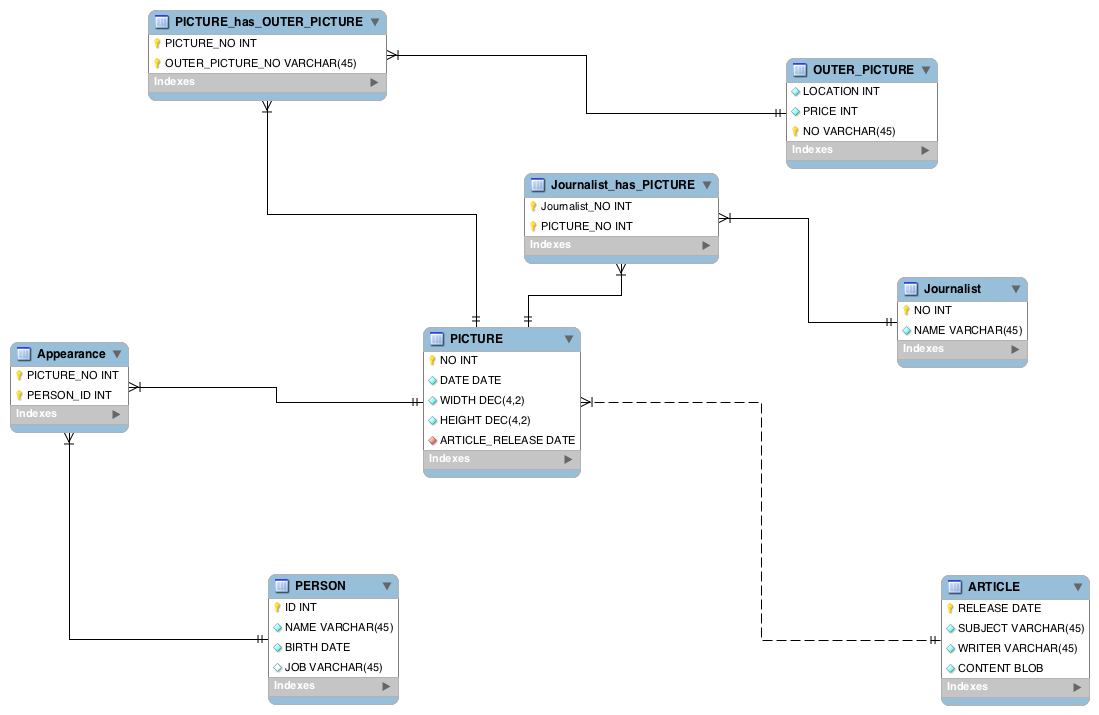 PICTURE_has_OUTER_PICTURE
PICTURE_NO INT
OUTER_PICTURE_NO VARCHAR(45)
Indexes
OUTER_PICTURE
LOCATION INT
PRICE INT
NO VARCHAR(45)
Indexes
Journalist_has_PICTURE
Journalist_NO INT
PICTURE_NO INT
Indexes
Journalist
NO INT
NAME VARCHAR(45)
Indexes
PICTURE
NO INT
DATE DATE
WIDTH DEC(4,2)
HEIGHT DEC(4,2)
ARTICLE_RELEASE DATE
Indexes
Appearance
PICTURE_NO INT
PERSON_ID INT
Indexes
PERSON
ID INT
NAME VARCHAR(45)
BIRTH DATE
JOB VARCHAR(45)
Indexes
ARTICLE
RELEASE DATE
SUBJECT VARCHAR(45)
WRITER VARCHAR(45)
CONTENT BLOB
Indexes